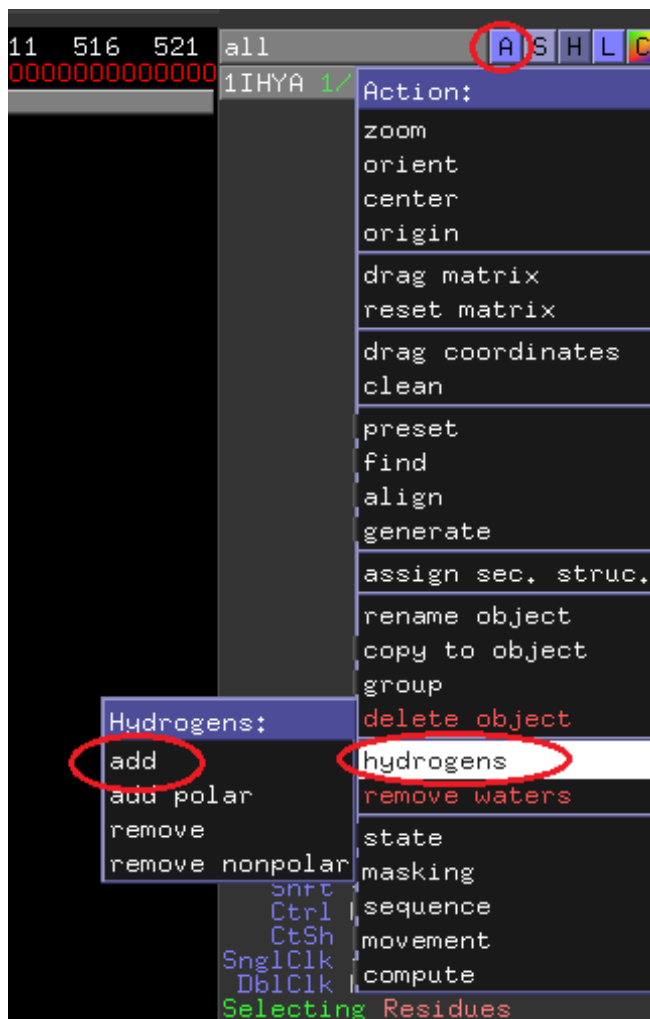 11 516 521 all A S H L C
0000000000000 1IHYA 1/
Action:
zoom
orient
center
origin
drag matrix
reset matrix
drag coordinates
clean
preset
find
align
generate
assign sec. struc.
rename object
copy to object
group
delete object
hydrogens
remove waters
state
masking
sequence
movement
compute
Hydrogens:
add
add polar
remove
remove nonpolar
Shft
Ctrl
CtSh
SnglClk
DblClk
Selecting Residues